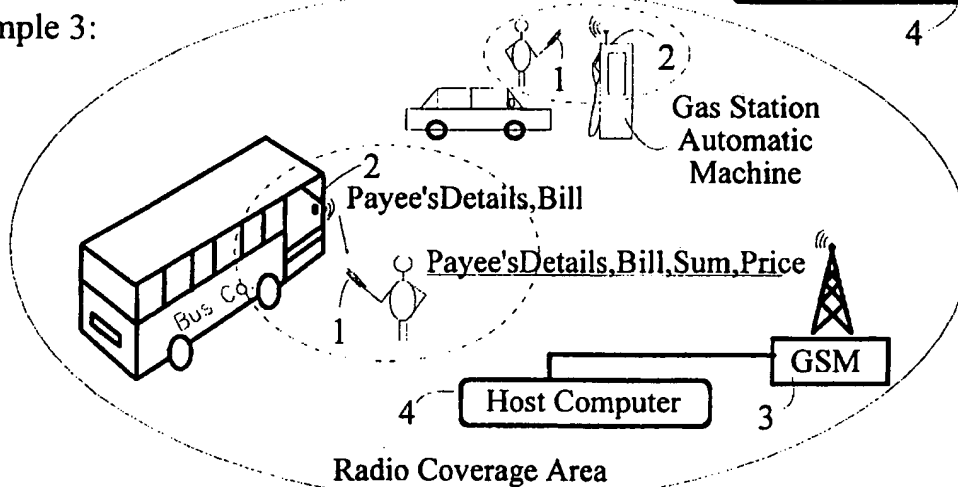 mple 3:
4
1
2
Gas Station
Automatic
Machine
2
Payee'sDetails,Bill
Payee'sDetails,Bill,Sum,Price
Bus Co.
1
GSM
4
Host Computer
3
Radio Coverage Area